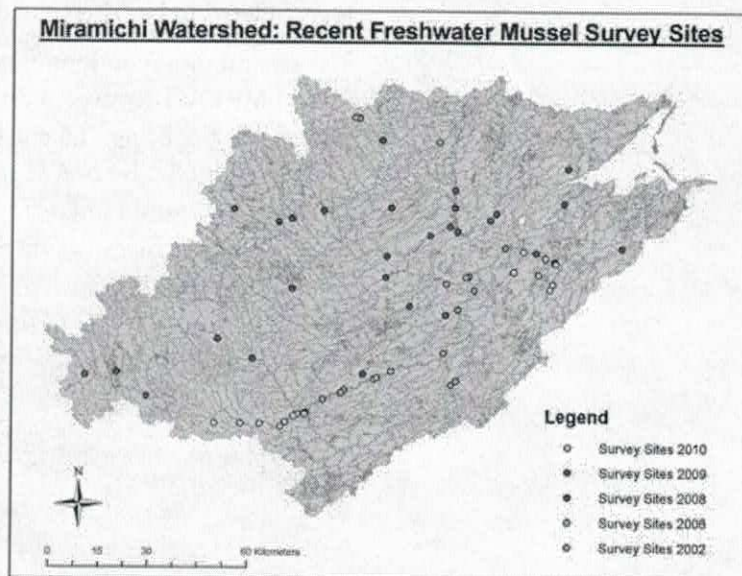 Miramichi Watershed: Recent Freshwater Mussel Survey Sites
Legend
Survey Sites 2010
Survey Sites 2009
Survey Sites 2008
Survey Sites 2006
Survey Sites 2002
N
0 15 30 60 Kilometers